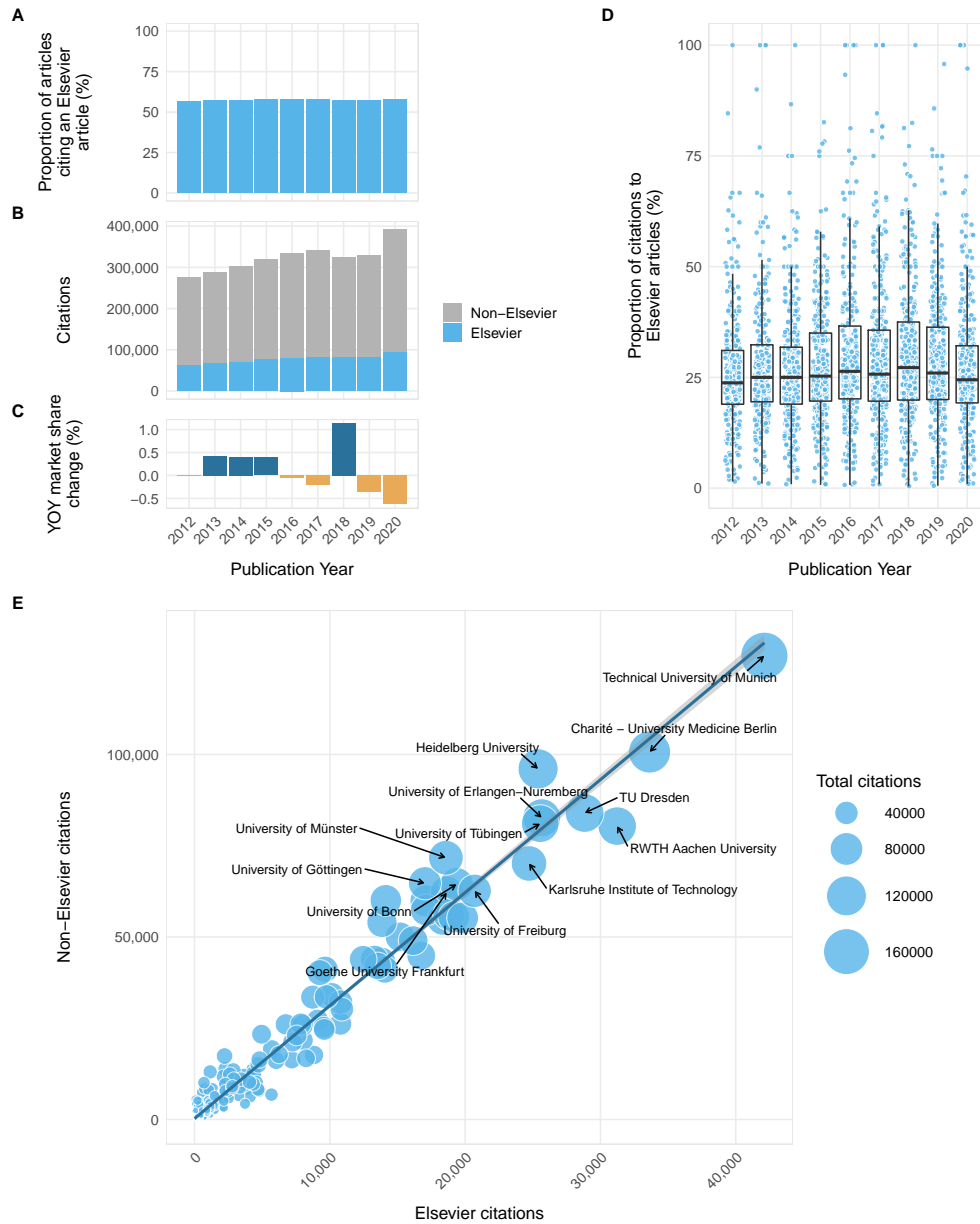 A
Proportion of articles
citing an Elsevier
article (%)
100
75
50
25
0
B
Citations
400,000
300,000
200,000
100,000
0
Non−Elsevier
Elsevier
C
YOY market share
change (%)
1.0
0.5
0.0
−0.5
2012
2013
2014
2015
2016
2017
2018
2019
2020
Publication Year
D
Proportion of citations to
Elsevier articles (%)
100
75
50
25
0
2012
2013
2014
2015
2016
2017
2018
2019
2020
Publication Year
E
Non−Elsevier citations
100,000
50,000
0
Technical University of Munich
Charité − University Medicine Berlin
Heidelberg University
University of Erlangen−Nuremberg
TU Dresden
University of Münster
University of Tübingen
RWTH Aachen University
University of Göttingen
Karlsruhe Institute of Technology
University of Bonn
University of Freiburg
Goethe University Frankfurt
0
10,000
20,000
30,000
40,000
Elsevier citations
Total citations
40000
80000
120000
160000